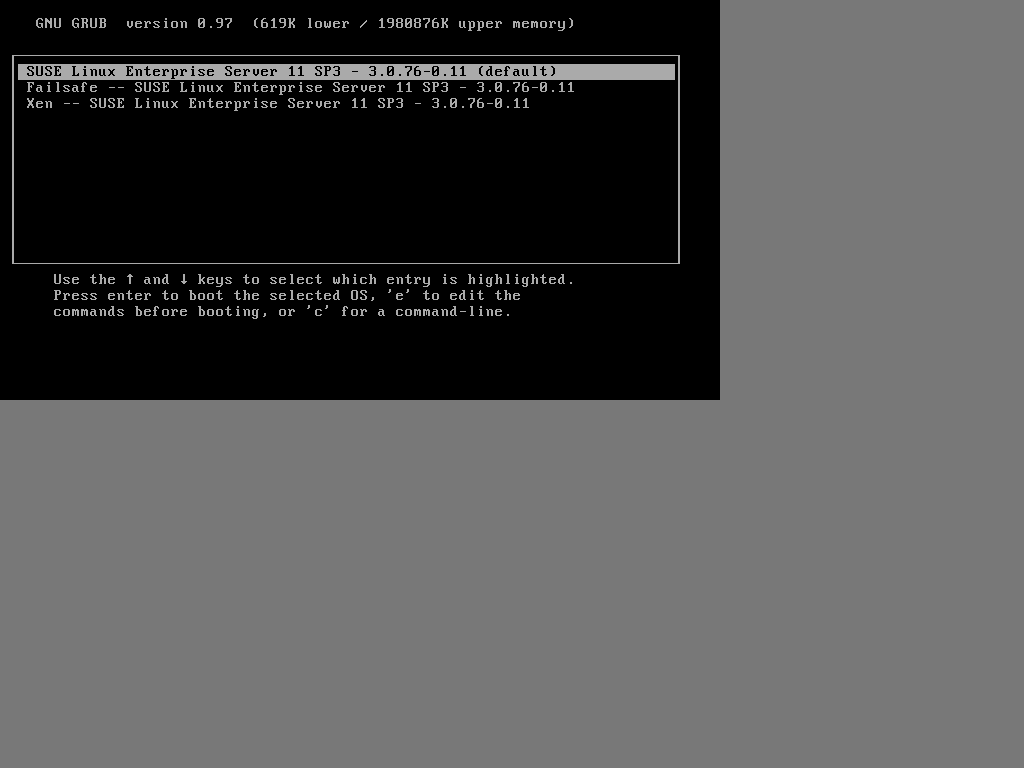 GNU GRUB  version 0.97  (619K lower / 1980876K upper memory)
SUSE Linux Enterprise Server 11 SP3 - 3.0.76-0.11 (default)
Failsafe -- SUSE Linux Enterprise Server 11 SP3 - 3.0.76-0.11
Xen -- SUSE Linux Enterprise Server 11 SP3 - 3.0.76-0.11
Use the ↑ and ↓ keys to select which entry is highlighted.
Press enter to boot the selected OS, 'e' to edit the
commands before booting, or 'c' for a command-line.